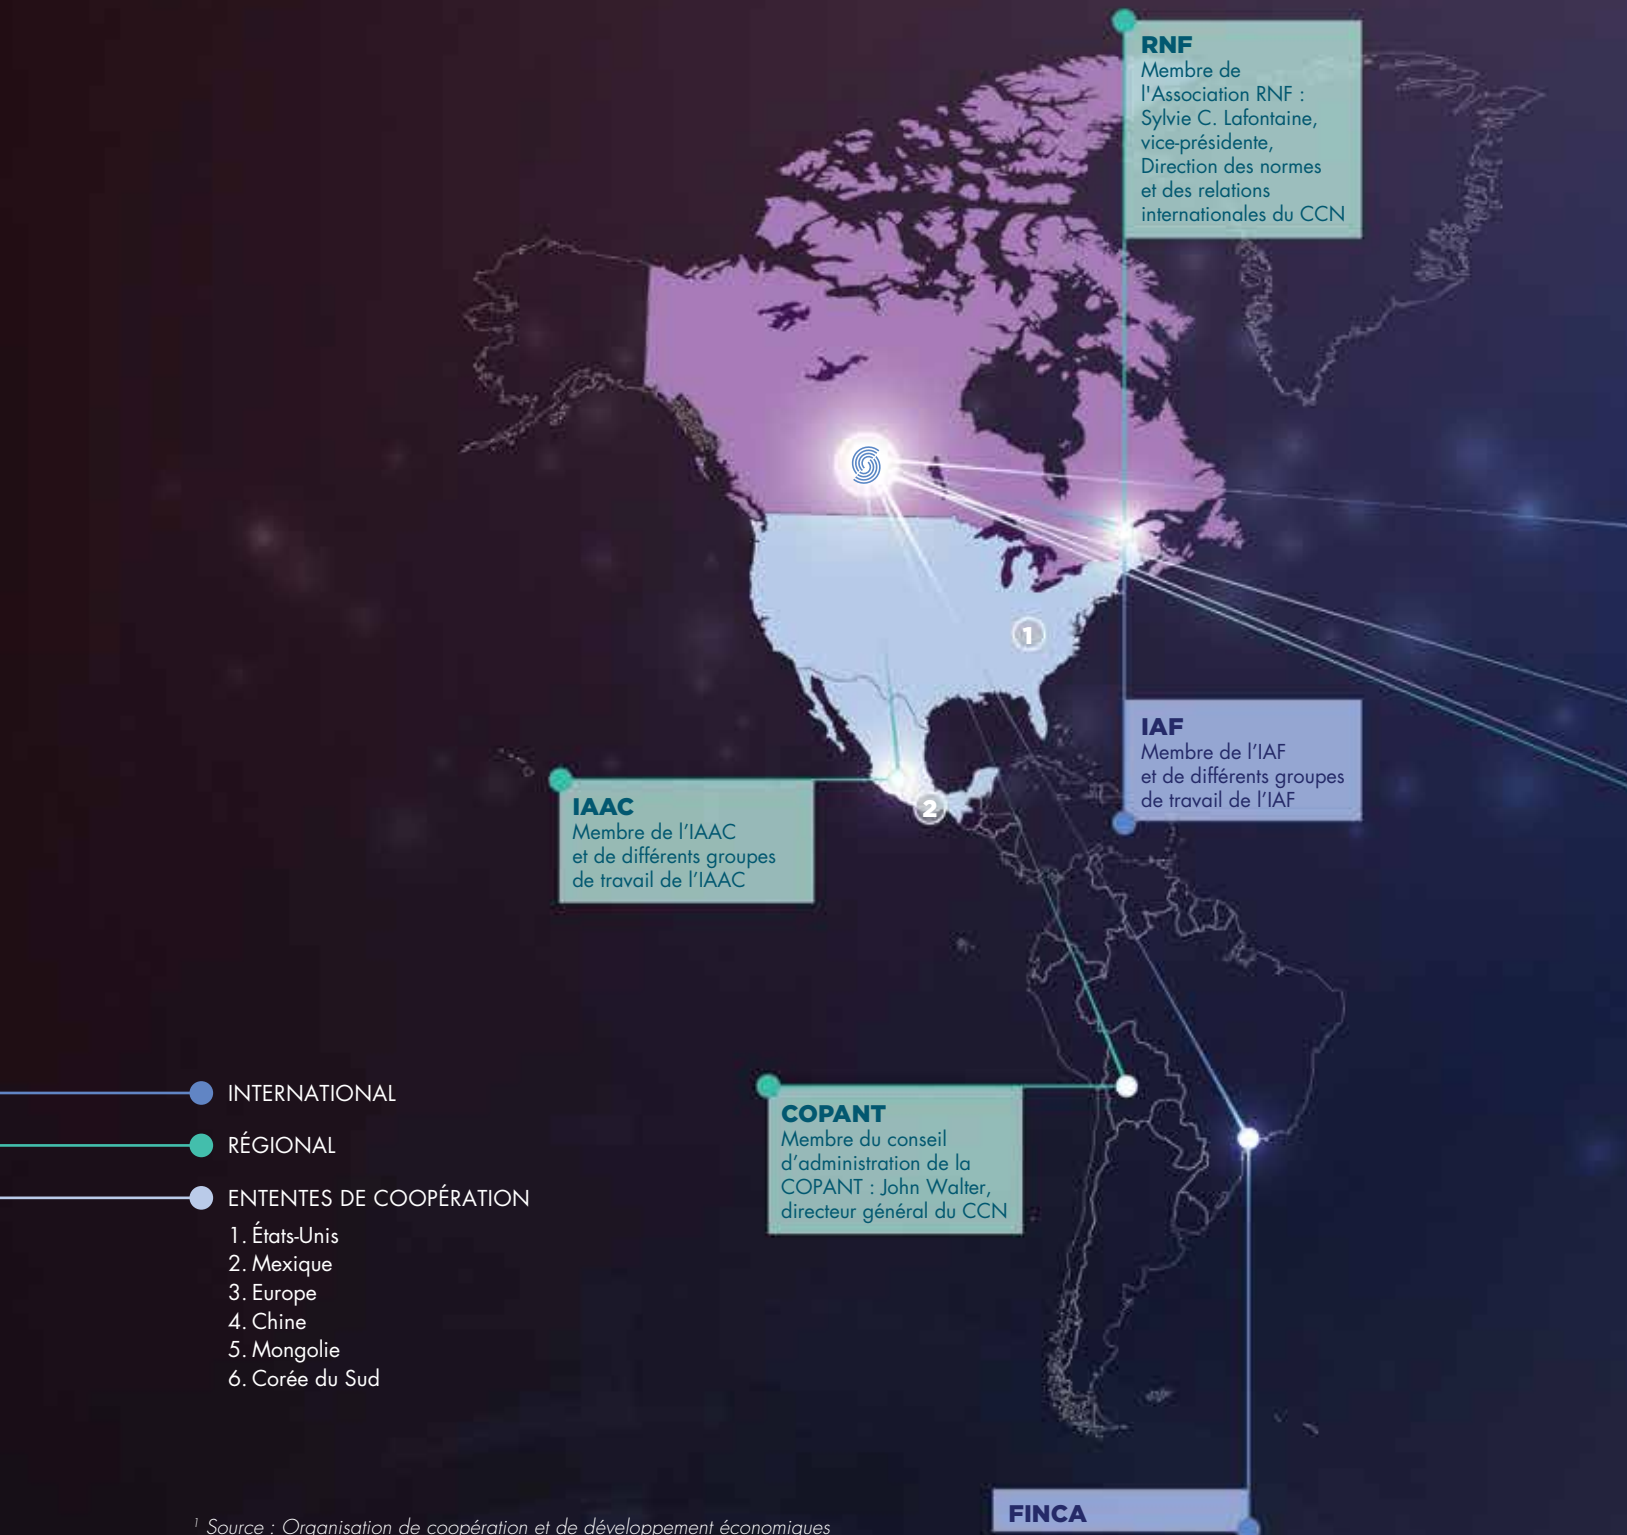 RNF
Membre de
l'Association RNF :
Sylvie C. Lafontaine,
vice-présidente,
Direction des normes
et des relations
internationales du CCN
1
IAF
Membre de l’IAF
et de différents groupes
de travail de l’IAF
2
IAAC
Membre de l’IAAC
et de différents groupes
de travail de l’IAAC
COPANT
Membre du conseil
d’administration de la
COPANT : John Walter,
directeur général du CCN
INTERNATIONAL
RÉGIONAL
ENTENTES DE COOPÉRATION
1. États-Unis
2. Mexique
3. Europe
4. Chine
5. Mongolie
6. Corée du Sud
FINCA
1 Source : Organisation de coopération et de développement économiques